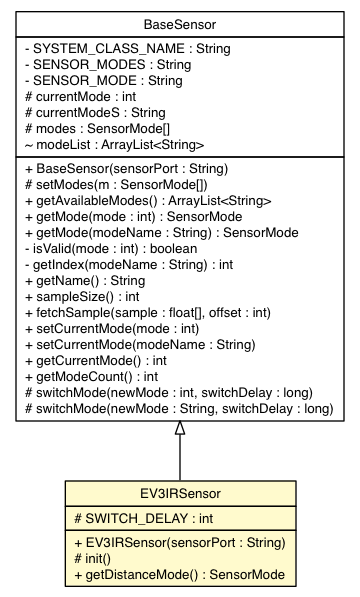 BaseSensor
- SYSTEM_CLASS_NAME : String
- SENSOR_MODES : String
- SENSOR_MODE : String
# currentMode : int
# currentModeS : String
# modes : SensorMode[]
~ modeList : ArrayList<String>
+ BaseSensor(sensorPort : String)
# setModes(m : SensorMode[])
+ getAvailableModes() : ArrayList<String>
+ getMode(mode : int) : SensorMode
+ getMode(modeName : String) : SensorMode
- isValid(mode : int) : boolean
- getIndex(modeName : String) : int
+ getName() : String
+ sampleSize() : int
+ fetchSample(sample : float[], offset : int)
+ setCurrentMode(mode : int)
+ setCurrentMode(modeName : String)
+ getCurrentMode() : int
+ getModeCount() : int
# switchMode(newMode : int, switchDelay : long)
# switchMode(newMode : String, switchDelay : long)
EV3IRSensor
# SWITCH_DELAY : int
+ EV3IRSensor(sensorPort : String)
# init()
+ getDistanceMode() : SensorMode